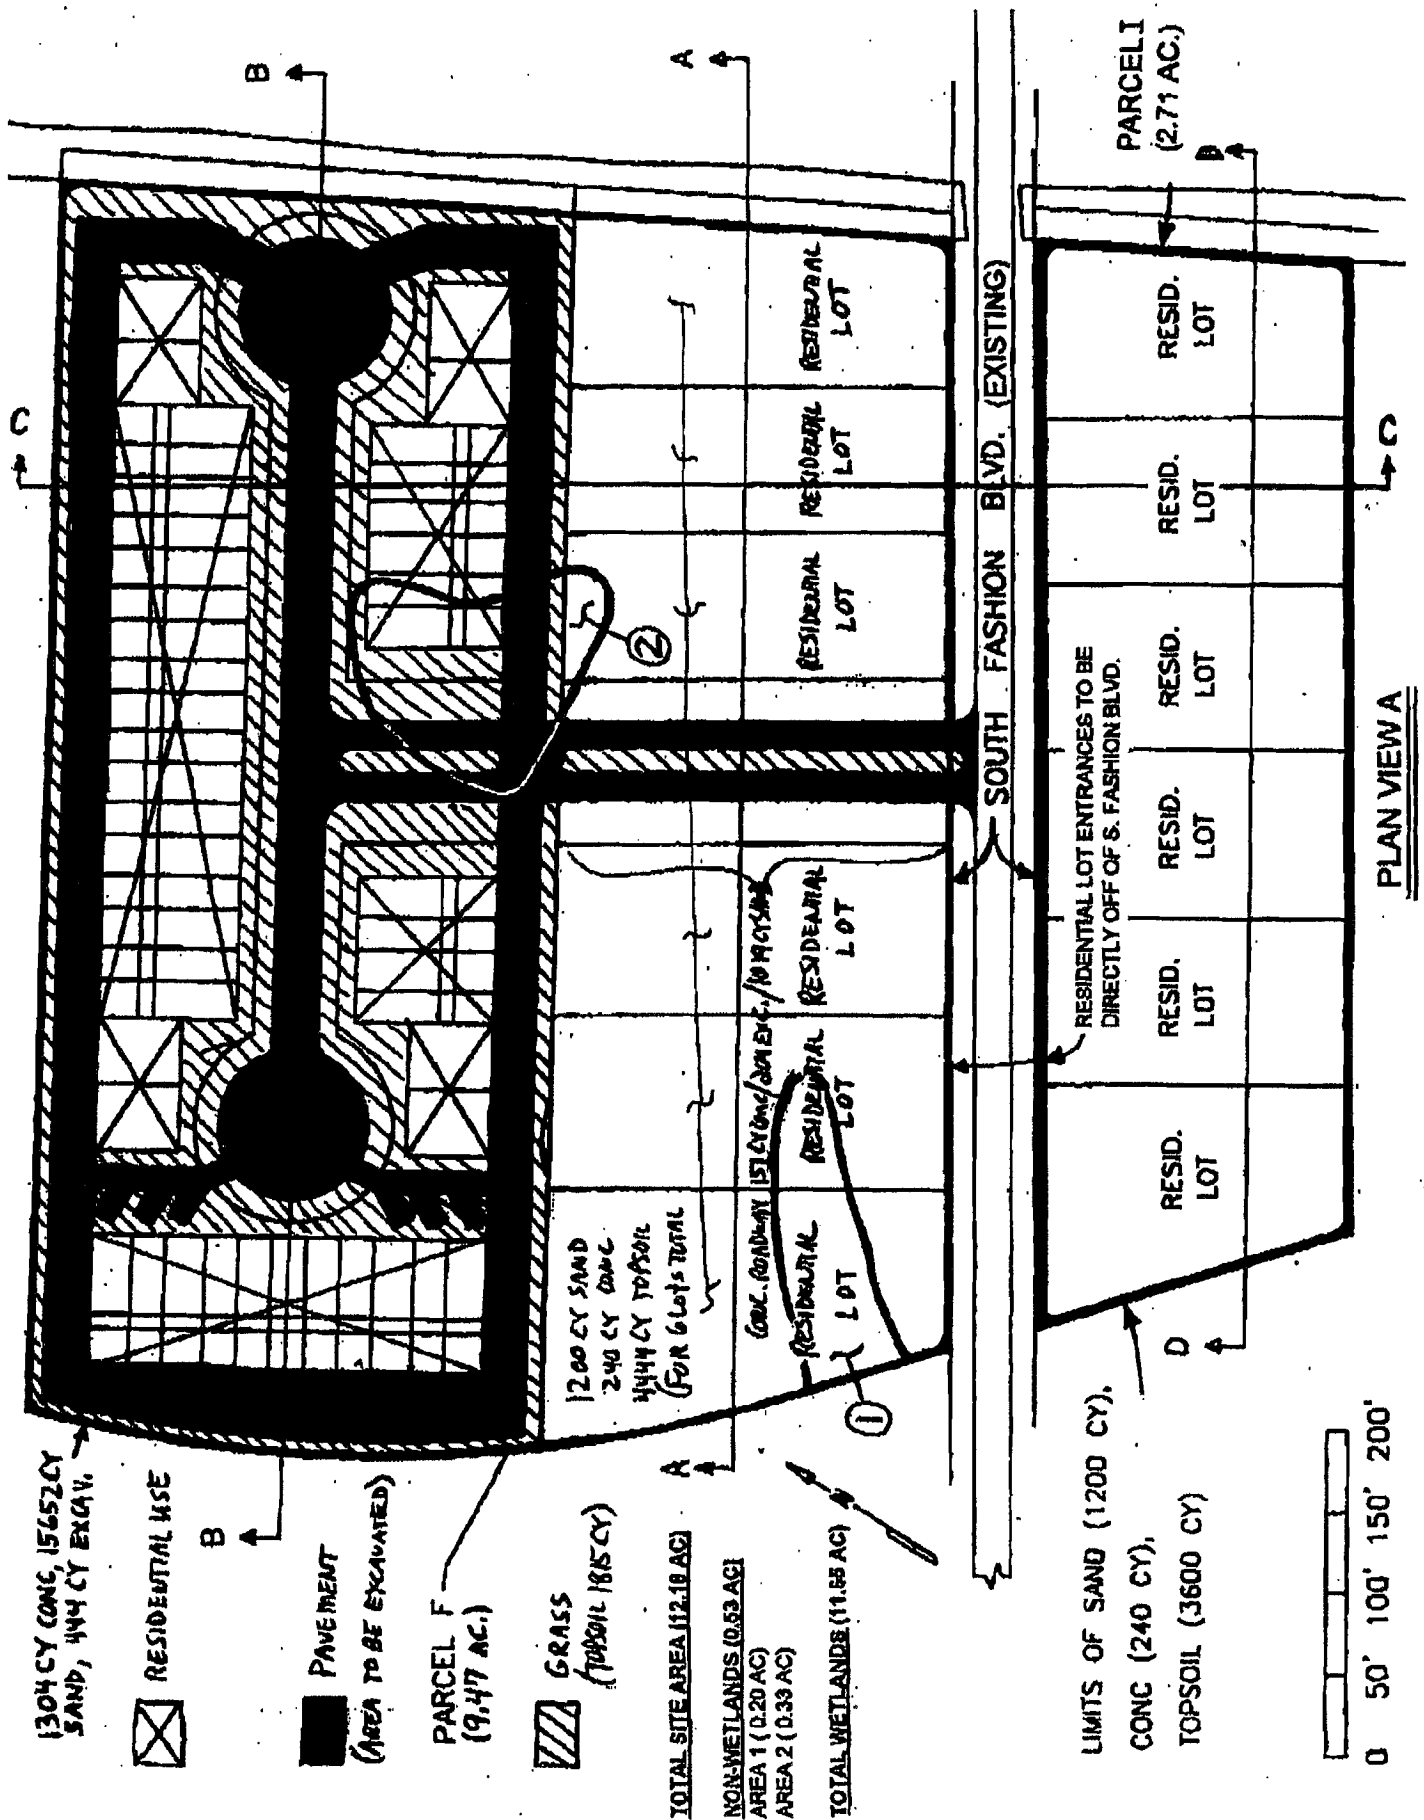 1304 CY CONC, 15652 CY
SAND, 444 CY EXCAV.
RESIDENTIAL USE
PAVEMENT
(AREA TO BE EXCAVATED)
PARCEL F
(9.47 AC.)
GRASS
(TOPSOIL 1815 CY)
TOTAL SITE AREA (12.18 AC)
NON-WETLANDS (0.53 AC)
AREA 1 ( 0.20 AC)
AREA 2 ( 0.33 AC)
TOTAL WETLANDS (11.65 AC)
N
B
B
A
A
C
C
D
B
1200 CY SAND
240 CY CONC
4444 CY TOPSOIL
(FOR 6 LOTS TOTAL
CONC. ROADWAY
1
2
RESIDENTIAL
LOT
RESIDENTIAL
LOT
RESIDENTIAL
LOT
RESIDENTIAL
LOT
RESIDENTIAL
LOT
RESIDENTIAL
LOT
SOUTH FASHION BLVD. (EXISTING)
RESIDENTIAL LOT ENTRANCES TO BE
DIRECTLY OFF OF S. FASHION BLVD.
RESID.
LOT
RESID.
LOT
RESID.
LOT
RESID.
LOT
RESID.
LOT
RESID.
LOT
PARCEL I
(2.71 AC.)
LIMITS OF SAND (1200 CY),
CONC (240 CY),
TOPSOIL (3600 CY)
0 50' 100' 150' 200'
PLAN VIEW A